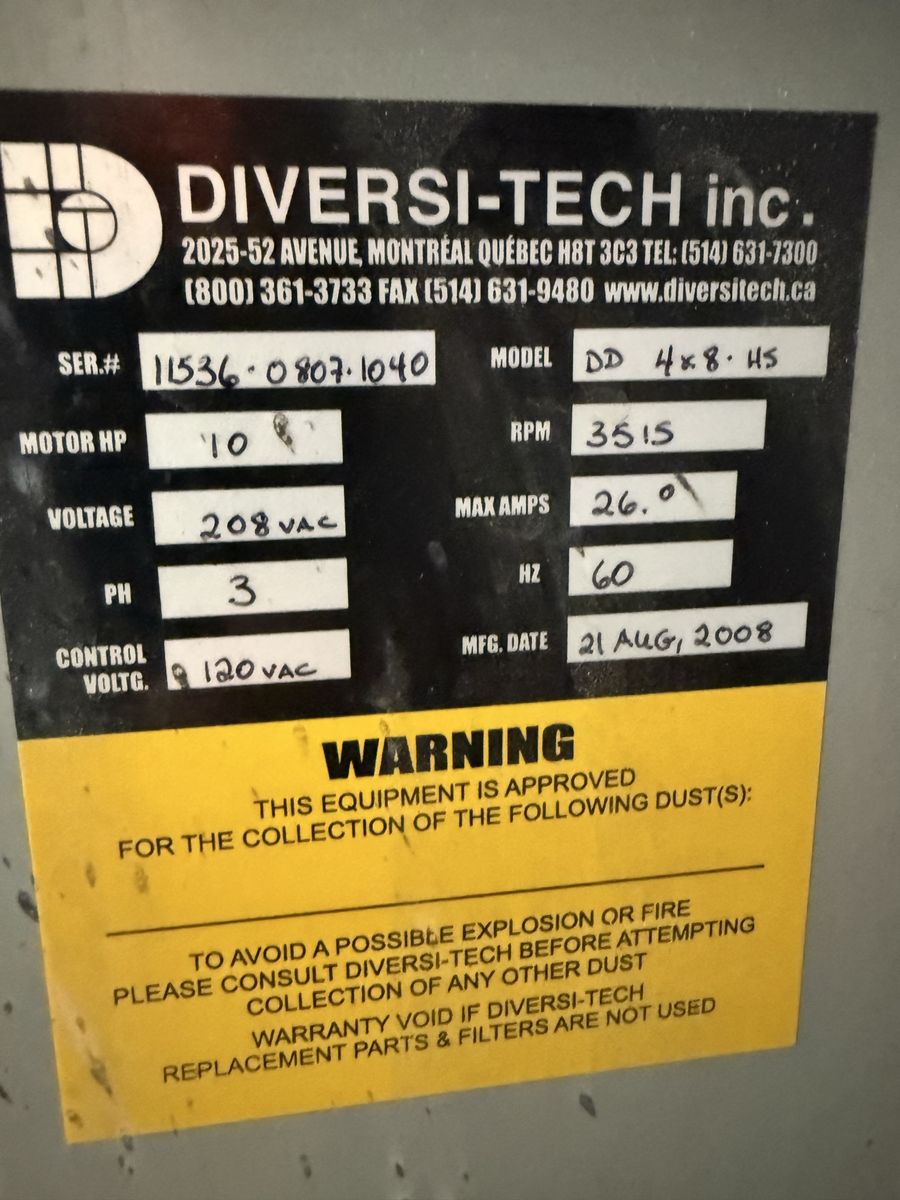 DIVERSI-TECH inc.
2025-52 AVENUE, MONTRÉAL QUÉBEC H8T 3C3 TEL: (514) 631-7300
(800) 361-3733 FAX (514) 631-9480 www.diversitech.ca
SER.# 11536·0807·1040 MODEL DD 4x8·HS
MOTOR HP 10 RPM 3515
VOLTAGE 208 VAC MAX AMPS 26.0
PH 3 HZ 60
CONTROL VOLTG. 120 VAC MFG. DATE 21 AUG, 2008
WARNING
THIS EQUIPMENT IS APPROVED
FOR THE COLLECTION OF THE FOLLOWING DUST(S):
TO AVOID A POSSIBLE EXPLOSION OR FIRE
PLEASE CONSULT DIVERSI-TECH BEFORE ATTEMPTING
COLLECTION OF ANY OTHER DUST
WARRANTY VOID IF DIVERSI-TECH
REPLACEMENT PARTS & FILTERS ARE NOT USED